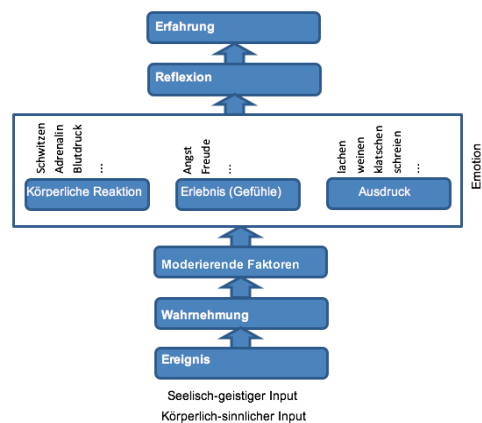 Erfahrung
Reflexion
Schwitzen
Adrenalin
Blutdruck
...
Angst
Freude
...
lachen
weinen
klatschen
schreien
...
Körperliche Reaktion
Erlebnis (Gefühle)
Ausdruck
Emotion
Moderierende Faktoren
Wahrnehmung
Ereignis
Seelisch-geistiger Input
Körperlich-sinnlicher Input